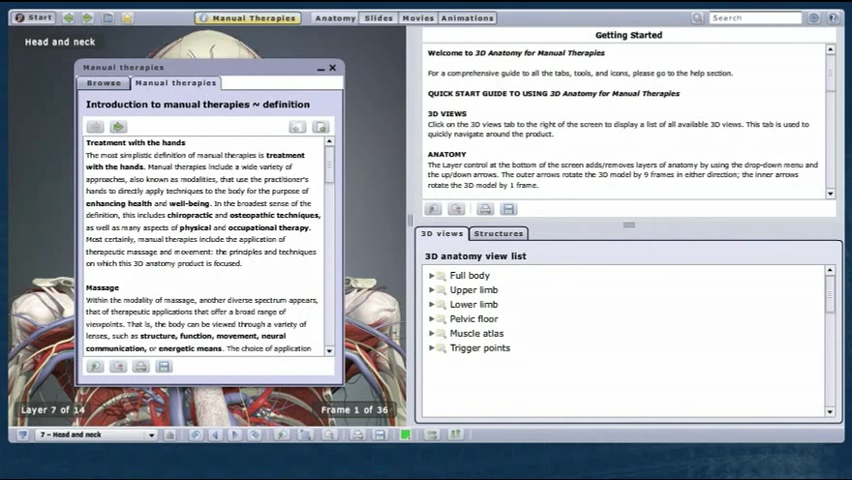 Start
Manual Therapies
Anatomy Slides Movies Animations
Search
Head and neck
Manual therapies
Browse
Manual therapies
Introduction to manual therapies ~ definition
Treatment with the hands
The most simplistic definition of manual therapies is treatment
with the hands. Manual therapies include a wide variety of
approaches, also known as modalities, that use the practitioner's
hands to directly apply techniques to the body for the purpose of
enhancing health and well-being. In the broadest sense of the
definition, this includes chiropractic and osteopathic techniques,
as well as many aspects of physical and occupational therapy.
Most certainly, manual therapies include the application of
therapeutic massage and movement: the principles and techniques
on which this 3D anatomy product is focused.
Massage
Within the modality of massage, another diverse spectrum appears,
that of therapeutic applications that offer a broad range of
viewpoints. That is, the body can be viewed through a variety of
lenses, such as structure, function, movement, neural
communication, or energetic means. The choice of application
Layer 7 of 14
Frame 1 of 36
7 - Head and neck
Getting Started
Welcome to 3D Anatomy for Manual Therapies
For a comprehensive guide to all the tabs, tools, and icons, please go to the help section.
QUICK START GUIDE TO USING 3D Anatomy for Manual Therapies
3D VIEWS
Click on the 3D views tab to the right of the screen to display a list of all available 3D views. This tab is used to
quickly navigate around the product.
ANATOMY
The Layer control at the bottom of the screen adds/removes layers of anatomy by using the drop-down menu and
the up/down arrows. The outer arrows rotate the 3D model by 9 frames in either direction; the inner arrows
rotate the 3D model by 1 frame.
3D views
Structures
3D anatomy view list
Full body
Upper limb
Lower limb
Pelvic floor
Muscle atlas
Trigger points